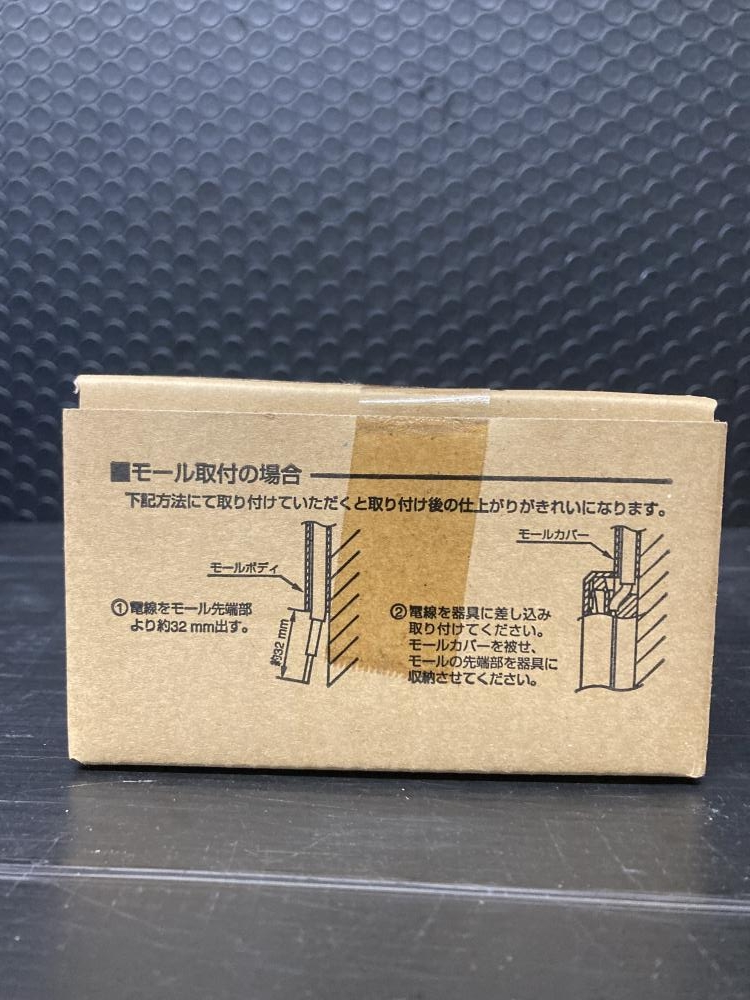 ■モール取付の場合
下記方法にて取り付けていただくと取り付け後の仕上がりがきれいになります。
モールボディ
①電線をモール先端部
より約32 mm出す。
約32 mm
モールカバー
②電線を器具に差し込み
取り付けてください。
モールカバーを被せ、
モールの先端部を器具に
収納させてください。